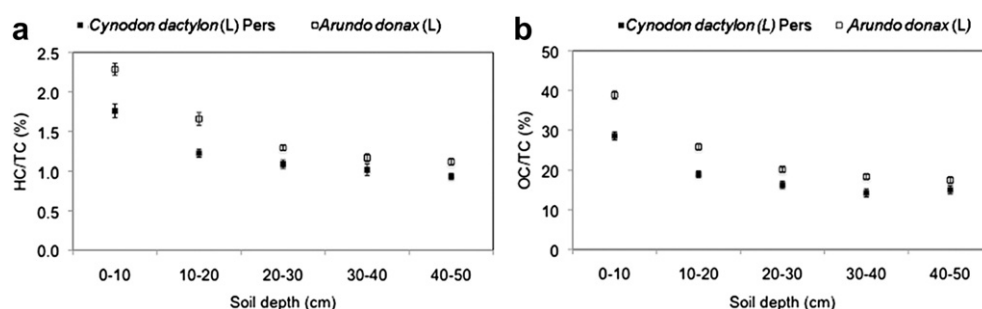 a
■ Cynodon dactylon (L) Pers □ Arundo donax (L)
2.5
2.0
1.5
1.0
0.5
0.0
HC/TC (%)
0-10 10-20 20-30 30-40 40-50
Soil depth (cm)
b
■ Cynodon dactylon (L) Pers □ Arundo donax (L)
50
40
30
20
10
0
OC/TC (%)
0-10 10-20 20-30 30-40 40-50
Soil depth (cm)